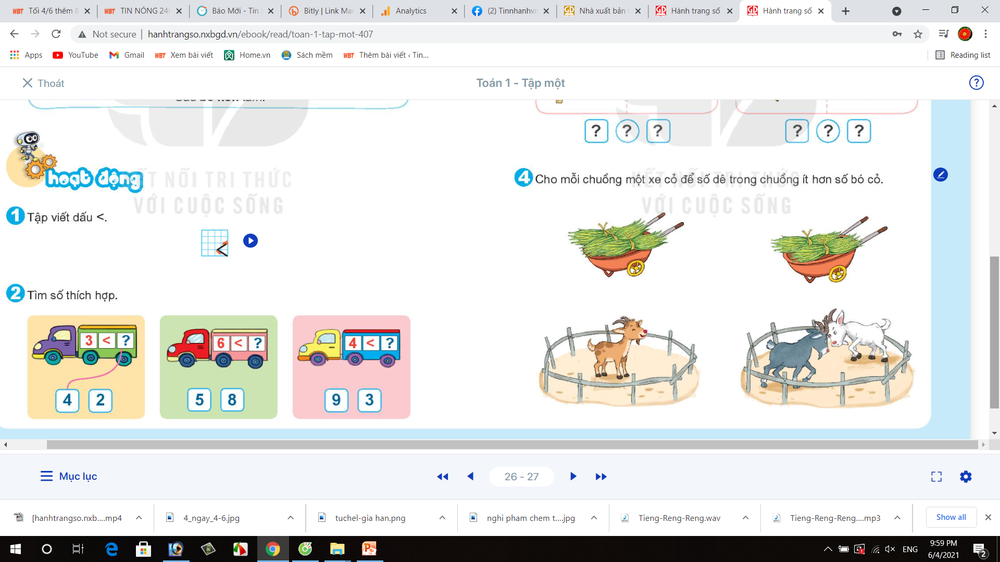 Tối 4/6 thêm 8
TIN NÓNG 24H
Báo Mới - Tin
Bitly | Link Man
Analytics
(2) Tinnhanhvn
Nhà xuất bản
Hành trang số
Hành trang số
Not secure | hanhtrangso.nxbgd.vn/ebook/read/toan-1-tap-mot-407
Apps
YouTube
Gmail
WBT Xem bài viết
Home.vn
Sách mềm
WBT Thêm bài viết ‹ Tin...
Reading list
Thoát
Toán 1 - Tập một
?
? ? ?
? ? ?
hoạt động
KẾT NỐI TRI THỨC
VỚI CUỘC SỐNG
1 Tập viết dấu <.
<
2 Tìm số thích hợp.
3 < ?
6 < ?
4 < ?
4 2
5 8
9 3
KẾT NỐI TRI THỨC
VỚI CUỘC SỐNG
4 Cho mỗi chuồng một xe cỏ để số dê trong chuồng ít hơn số bó cỏ.
Mục lục
26 - 27
[hanhtrangso.nxb....mp4
4_ngay_4-6.jpg
tuchel-gia han.png
nghi pham chem t....jpg
Tieng-Reng-Reng.wav
Tieng-Reng-Reng....mp3
Show all
ENG
9:59 PM
6/4/2021
2